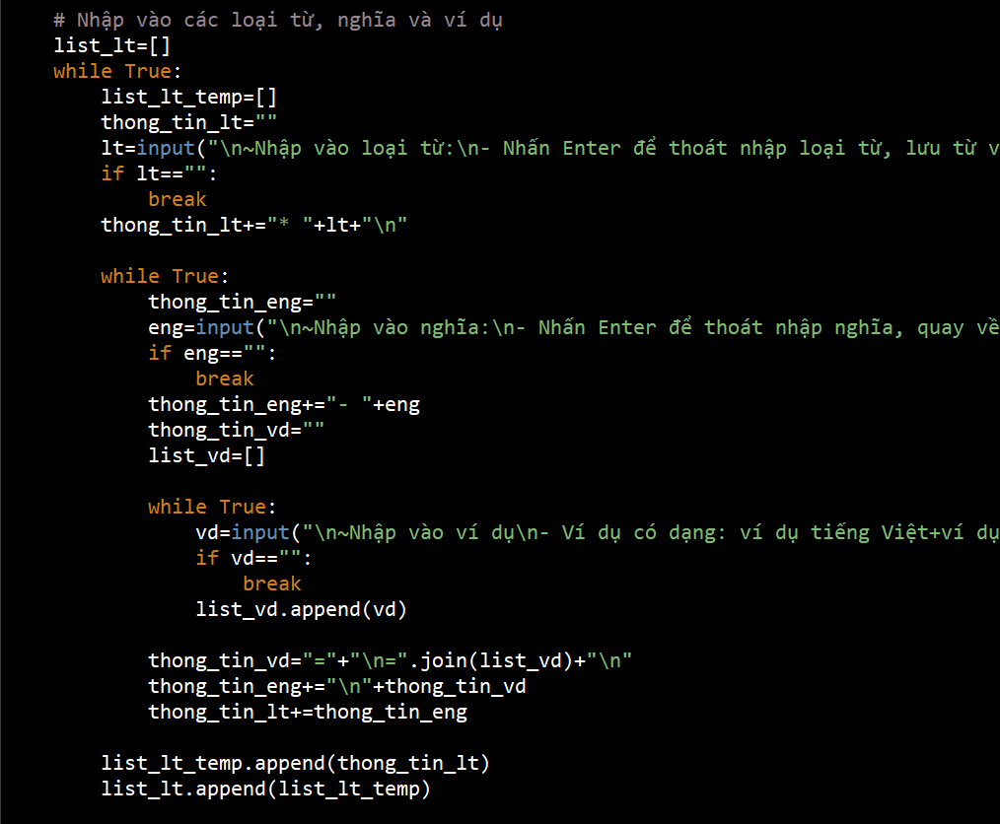 # Nhập vào các loại từ, nghĩa và ví dụ
list_lt=[]
while True:
    list_lt_temp=[]
    thong_tin_lt=""
    lt=input("\n~Nhập vào loại từ:\n- Nhấn Enter để thoát nhập loại từ, lưu từ v
    if lt=="":
        break
    thong_tin_lt+="* "+lt+"\n"
    while True:
        thong_tin_eng=""
        eng=input("\n~Nhập vào nghĩa:\n- Nhấn Enter để thoát nhập nghĩa, quay về
        if eng=="":
            break
        thong_tin_eng+="- "+eng
        thong_tin_vd=""
        list_vd=[]
        while True:
            vd=input("\n~Nhập vào ví dụ\n- Ví dụ có dạng: ví dụ tiếng Việt+ví dụ
            if vd=="":
                break
            list_vd.append(vd)
        thong_tin_vd="="+"\n=".join(list_vd)+"\n"
        thong_tin_eng+="\n"+thong_tin_vd
        thong_tin_lt+=thong_tin_eng
    list_lt_temp.append(thong_tin_lt)
    list_lt.append(list_lt_temp)